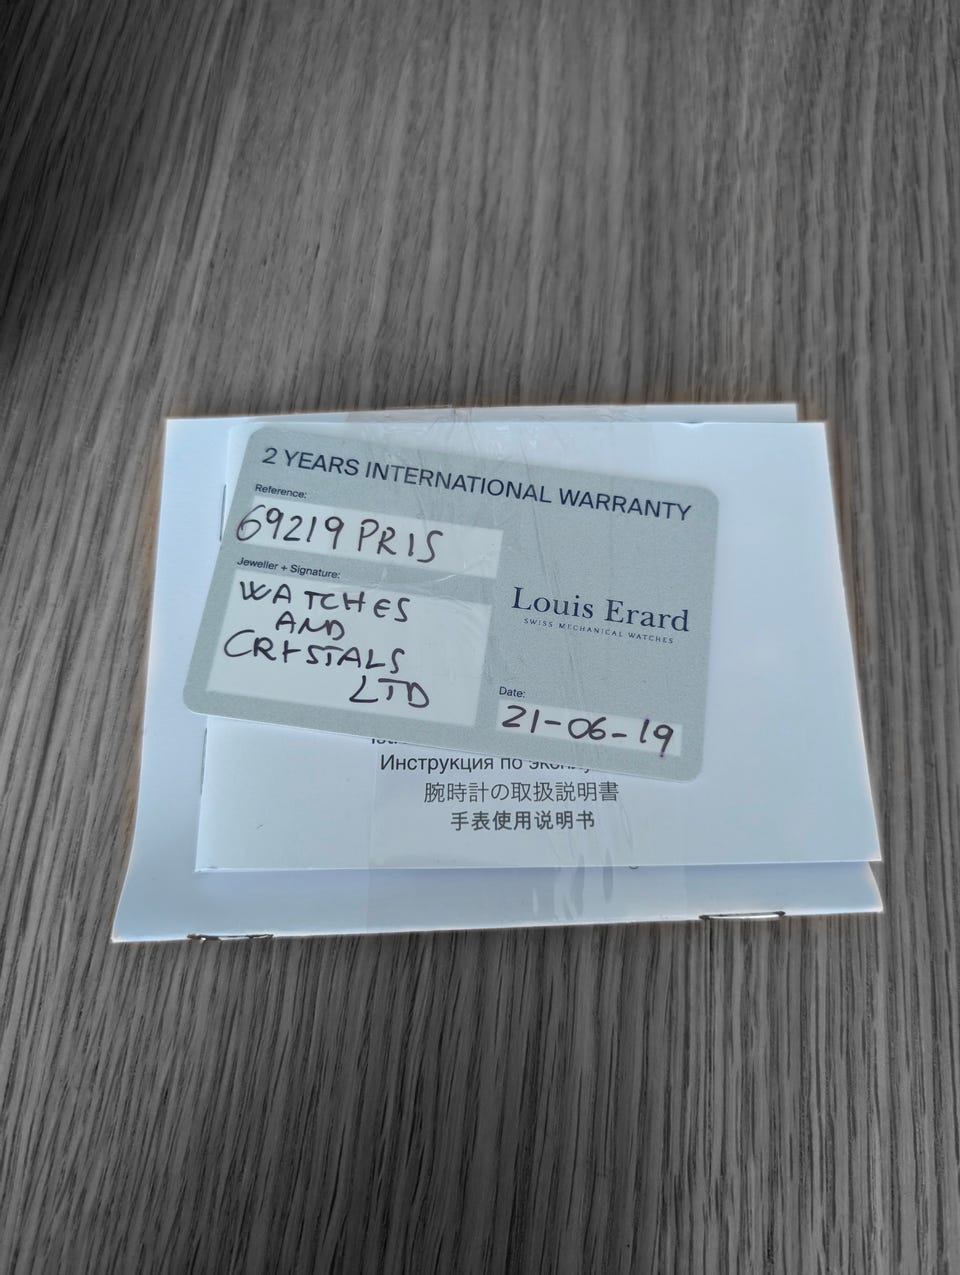 2 YEARS INTERNATIONAL WARRANTY
Reference:
69219 PR15
Jeweller + Signature:
WATCHES
AND
CRYSTALS
LTD
Louis Erard
SWISS MECHANICAL WATCHES
Date:
21-06-19
Инструкция по
腕時計の取扱説明書
手表使用说明书